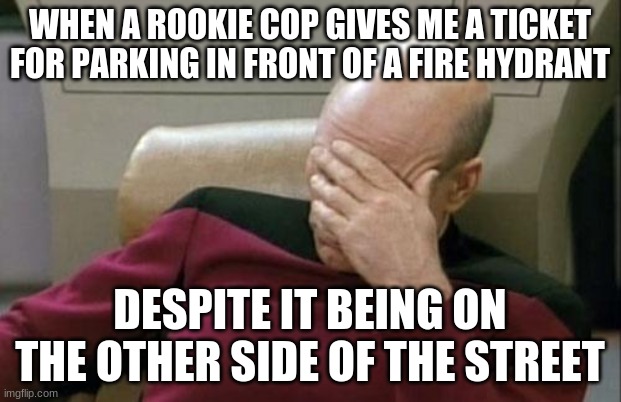 WHEN A ROOKIE COP GIVES ME A TICKET
FOR PARKING IN FRONT OF A FIRE HYDRANT
DESPITE IT BEING ON
THE OTHER SIDE OF THE STREET
imgflip.com